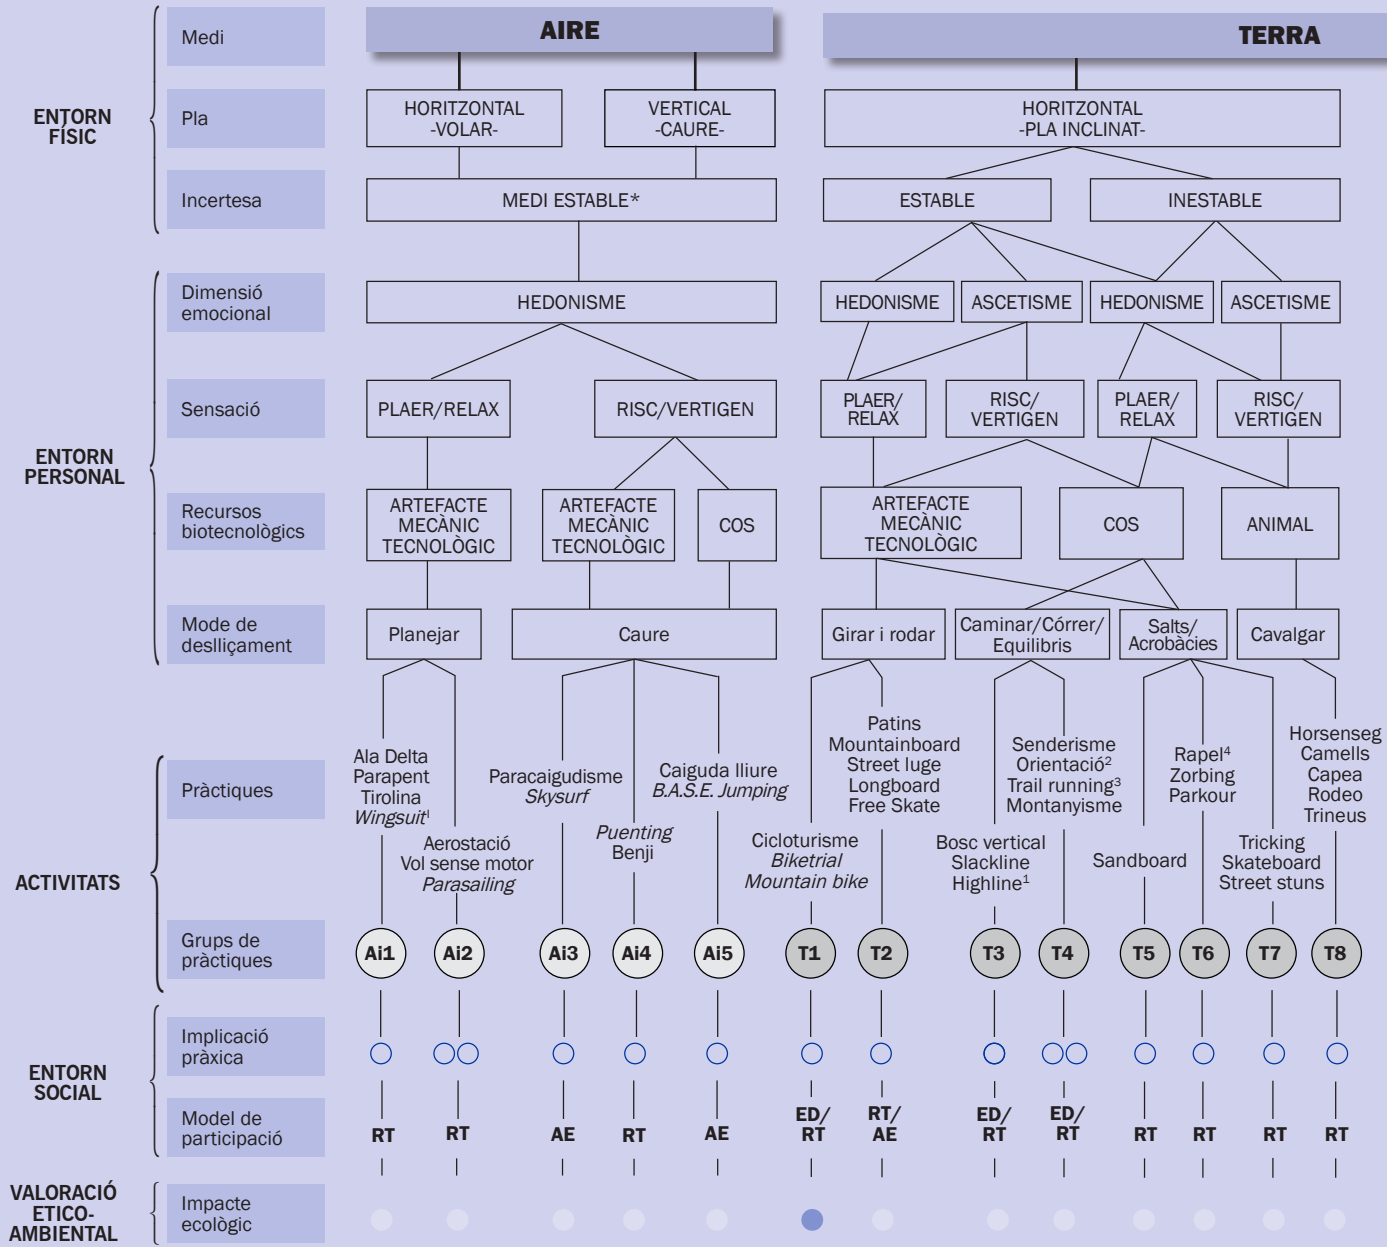 AIRE
TERRA
ENTORN
FÍSIC
Medi
Pla
HORITZONTAL
-VOLAR-
VERTICAL
-CAURE-
HORITZONTAL
-PLA INCLINAT-
Incertesa
MEDI ESTABLE*
ESTABLE
INESTABLE
ENTORN
PERSONAL
Dimensió
emocional
HEDONISME
HEDONISME
ASCETISME
HEDONISME
ASCETISME
Sensació
PLAER/RELAX
RISC/VERTIGEN
PLAER/
RELAX
RISC/
VERTIGEN
PLAER/
RELAX
RISC/
VERTIGEN
Recursos
biotecnològics
ARTEFACTE
MECÀNIC
TECNOLÒGIC
ARTEFACTE
MECÀNIC
TECNOLÒGIC
COS
ARTEFACTE
MECÀNIC
TECNOLÒGIC
COS
ANIMAL
Mode de
deslliçament
Planejar
Caure
Girar i rodar
Caminar/Córrer/
Equilibris
Salts/
Acrobàcies
Cavalgar
ACTIVITATS
Pràctiques
Ala Delta
Parapent
Tirolina
Wingsuit¹
Aerostació
Vol sense motor
Parasailing
Paracaigudisme
Skysurf
Puenting
Benji
Caiguda lliure
B.A.S.E. Jumping
Cicloturisme
Biketrial
Mountain bike
Patins
Mountainboard
Street luge
Longboard
Free Skate
Bosc vertical
Slackline
Highline¹
Senderisme
Orientació²
Trail running³
Montanyisme
Sandboard
Rapel⁴
Zorbing
Parkour
Tricking
Skateboard
Street stuns
Horsenseg
Camells
Capea
Rodeo
Trineus
Grups de
pràctiques
Ai1
Ai2
Ai3
Ai4
Ai5
T1
T2
T3
T4
T5
T6
T7
T8
ENTORN
SOCIAL
Implicació
pràxica
Model de
participació
RT
RT
AE
RT
AE
ED/
RT
RT/
AE
ED/
RT
ED/
RT
RT
RT
RT
RT
VALORACIÓ
ETICO-
AMBIENTAL
Impacte
ecològic